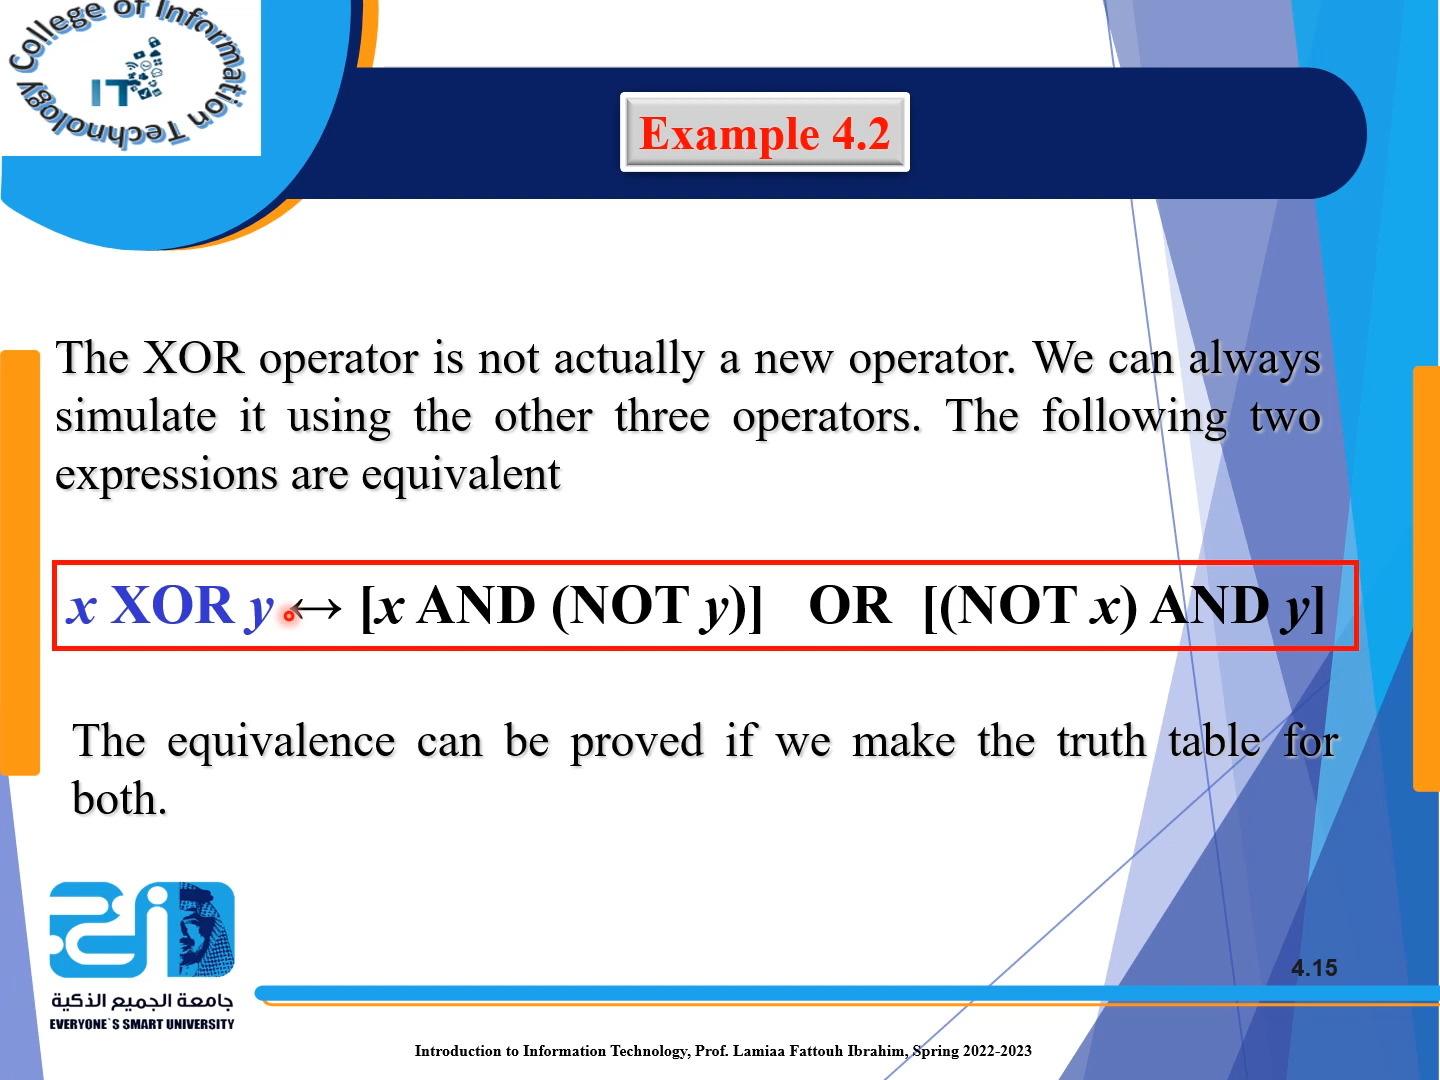 College of Information Technology
IT
Example 4.2
The XOR operator is not actually a new operator. We can always
simulate it using the other three operators. The following two
expressions are equivalent
x XOR y ↔ [x AND (NOT y)] OR [(NOT x) AND y]
The equivalence can be proved if we make the truth table for
both.
جامعة الجميع الذكية
EVERYONE`S SMART UNIVERSITY
4.15
Introduction to Information Technology, Prof. Lamiaa Fattouh Ibrahim, Spring 2022-2023